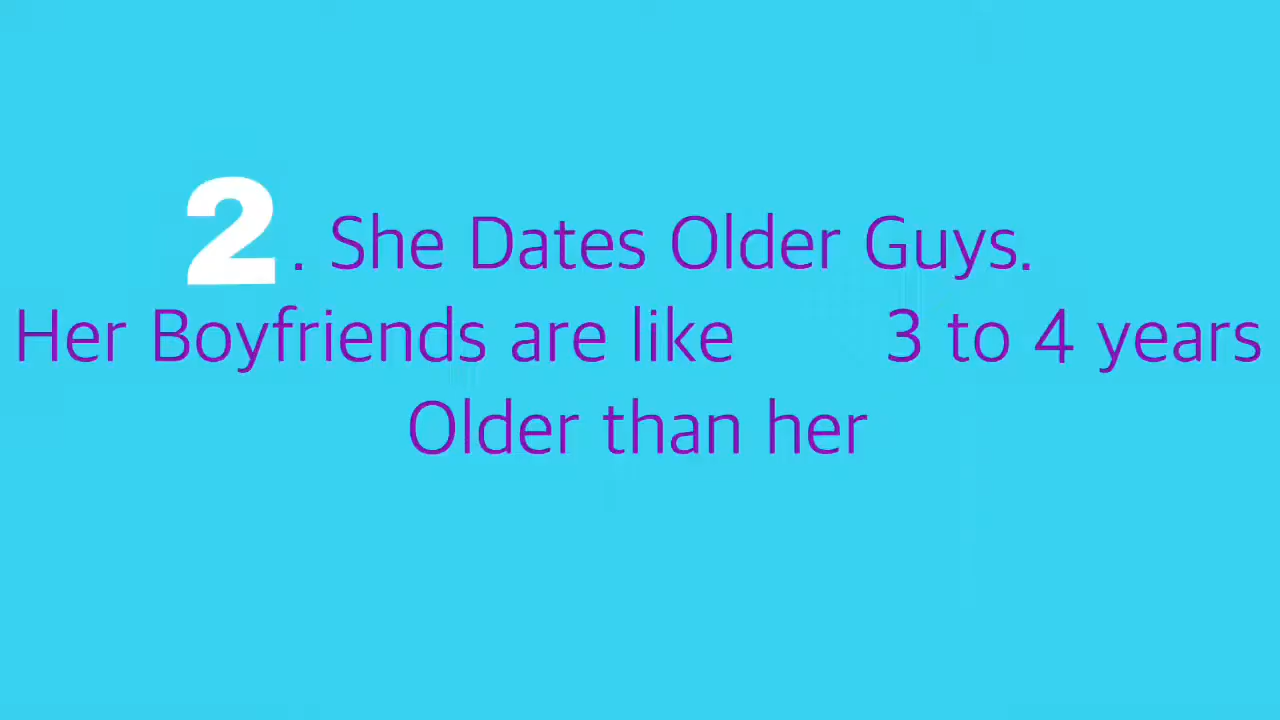 2. She Dates Older Guys.
Her Boyfriends are like 3 to 4 years
Older than her